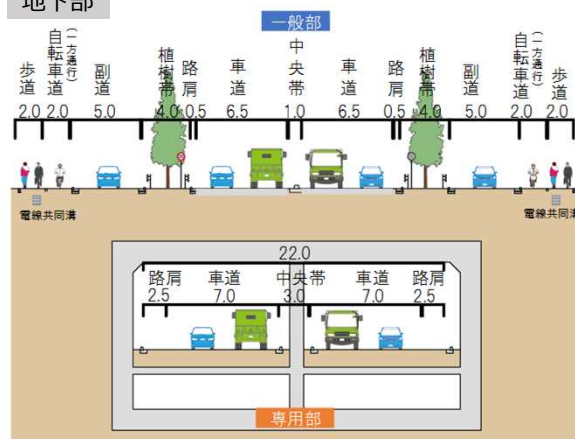 地下部
一般部
歩道
自転車道
(一方通行)
副道
植樹帯
路肩
車道
中央帯
車道
路肩
植樹帯
副道
自転車道
(一方通行)
歩道
2.0 2.0 5.0 4.0 0.5 6.5 1.0 6.5 0.5 4.0 5.0 2.0 2.0
電線共同溝 電線共同溝
22.0
路肩 車道 中央帯 車道 路肩
2.5 7.0 3.0 7.0 2.5
専用部